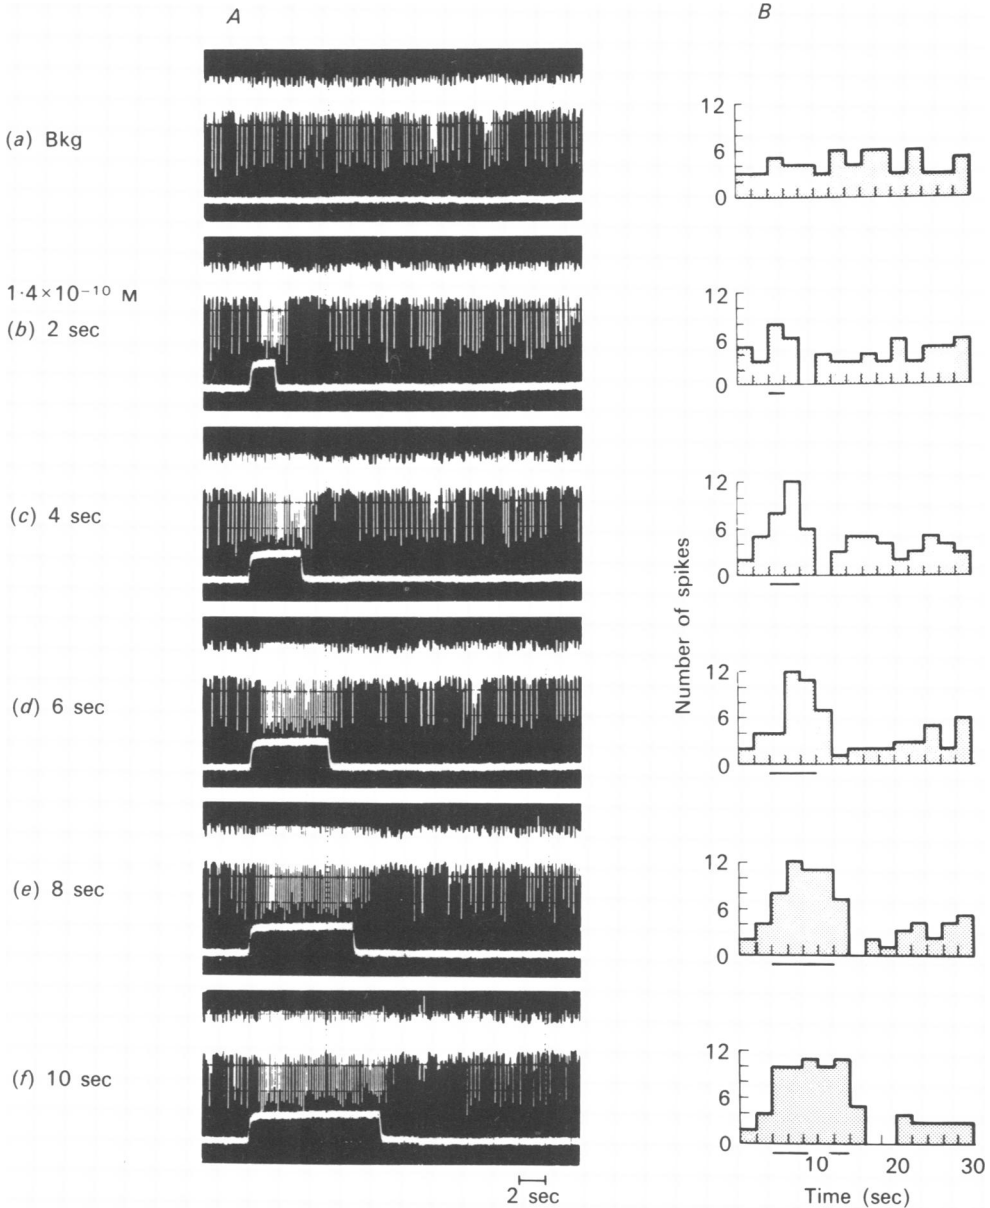 A
B
(a) Bkg
12
6
0
1·4×10⁻¹⁰ M
(b) 2 sec
12
6
0
(c) 4 sec
12
6
0
Number of spikes
(d) 6 sec
12
6
0
(e) 8 sec
12
6
0
(f) 10 sec
12
6
0
10 20 30
2 sec
Time (sec)